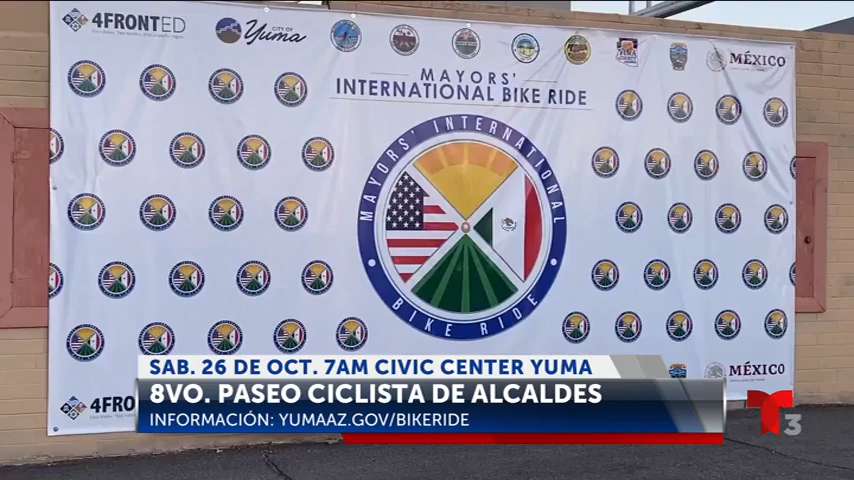 4FRONTED
CITY OF
Yuma
MÉXICO
MAYORS'
INTERNATIONAL BIKE RIDE
MAYORS' INTERNATIONAL
BIKE RIDE
SAB. 26 DE OCT. 7AM CIVIC CENTER YUMA
8VO. PASEO CICLISTA DE ALCALDES
INFORMACIÓN: YUMAAZ.GOV/BIKERIDE
4FRONT
MÉXICO
3